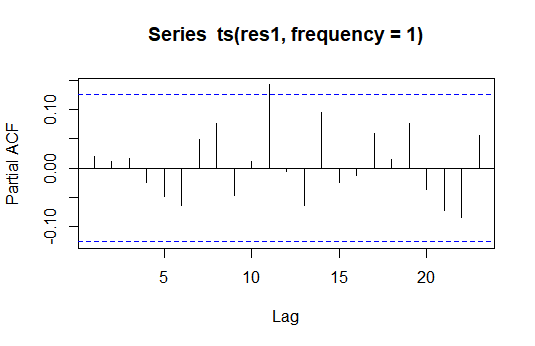 Series  ts(res1, frequency = 1)
Partial ACF
0.10
0.00
-0.10
5 10 15 20
Lag